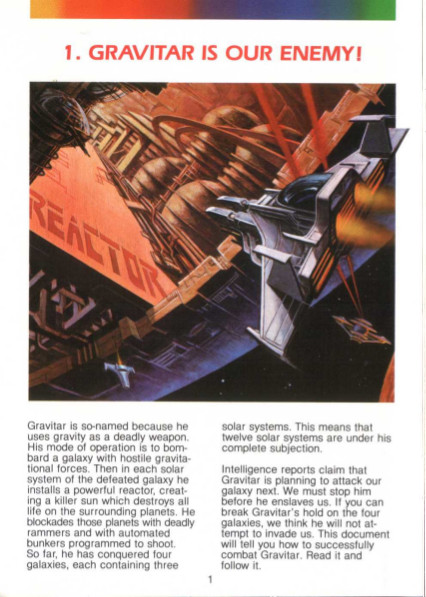 1. GRAVITAR IS OUR ENEMY!
REACTOR
Gravitar is so-named because he
uses gravity as a deadly weapon.
His mode of operation is to bom-
bard a galaxy with hostile gravita-
tional forces. Then in each solar
system of the defeated galaxy he
installs a powerful reactor, creat-
ing a killer sun which destroys all
life on the surrounding planets. He
blockades those planets with deadly
rammers and with automated
bunkers programmed to shoot.
So far, he has conquered four
galaxies, each containing three
solar systems. This means that
twelve solar systems are under his
complete subjection.
Intelligence reports claim that
Gravitar is planning to attack our
galaxy next. We must stop him
before he enslaves us. If you can
break Gravitar's hold on the four
galaxies, we think he will not at-
tempt to invade us. This document
will tell you how to successfully
combat Gravitar. Read it and
follow it.
1